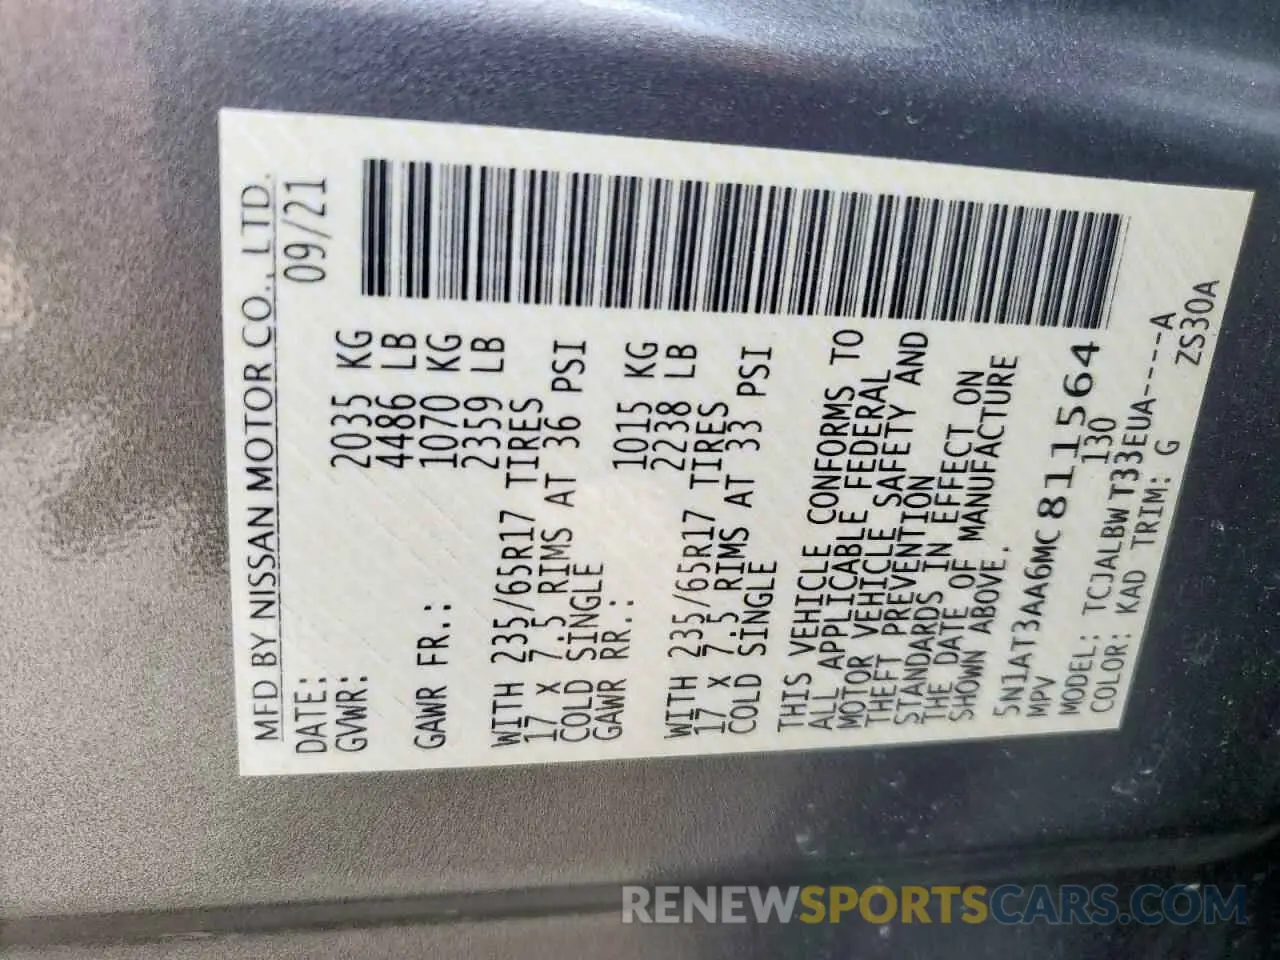 MFD BY NISSAN MOTOR CO., LTD.
DATE: 09/21
GVWR: 2035 KG
4486 LB
GAWR FR.: 1070 KG
2359 LB
WITH 235/65R17 TIRES
17 X 7.5 RIMS AT 36 PSI
COLD SINGLE
GAWR RR.: 1015 KG
2238 LB
WITH 235/65R17 TIRES
17 X 7.5 RIMS AT 33 PSI
COLD SINGLE
THIS VEHICLE CONFORMS TO
ALL APPLICABLE FEDERAL
MOTOR VEHICLE SAFETY AND
THEFT PREVENTION
STANDARDS IN EFFECT ON
THE DATE OF MANUFACTURE
SHOWN ABOVE.
5N1AT3AA6MC811564
MPV 130
MODEL: TCJALBWT33EUA-----A
COLOR: KAD TRIM: G ZS30A
RENEWSPORTSCARS.COM